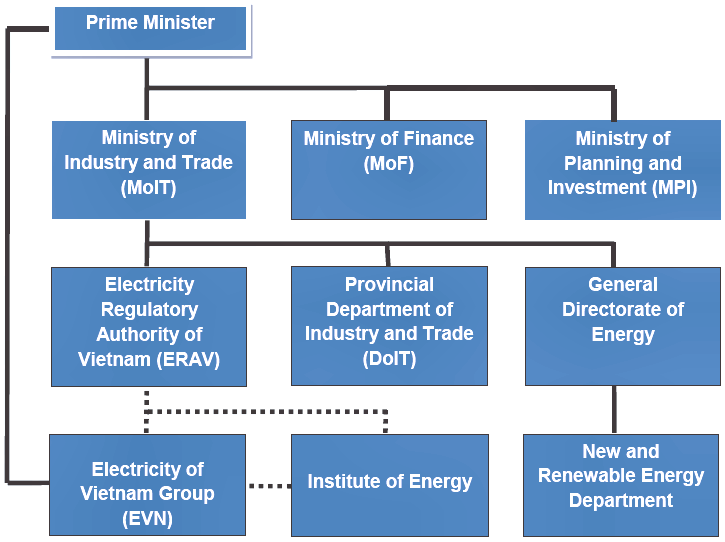 Prime Minister
Ministry of
Industry and Trade
(MoIT)
Ministry of Finance
(MoF)
Ministry of
Planning and
Investment (MPI)
Electricity
Regulatory
Authority of
Vietnam (ERAV)
Provincial
Department of
Industry and Trade
(DoIT)
General
Directorate of
Energy
Electricity of
Vietnam Group
(EVN)
Institute of Energy
New and
Renewable Energy
Department